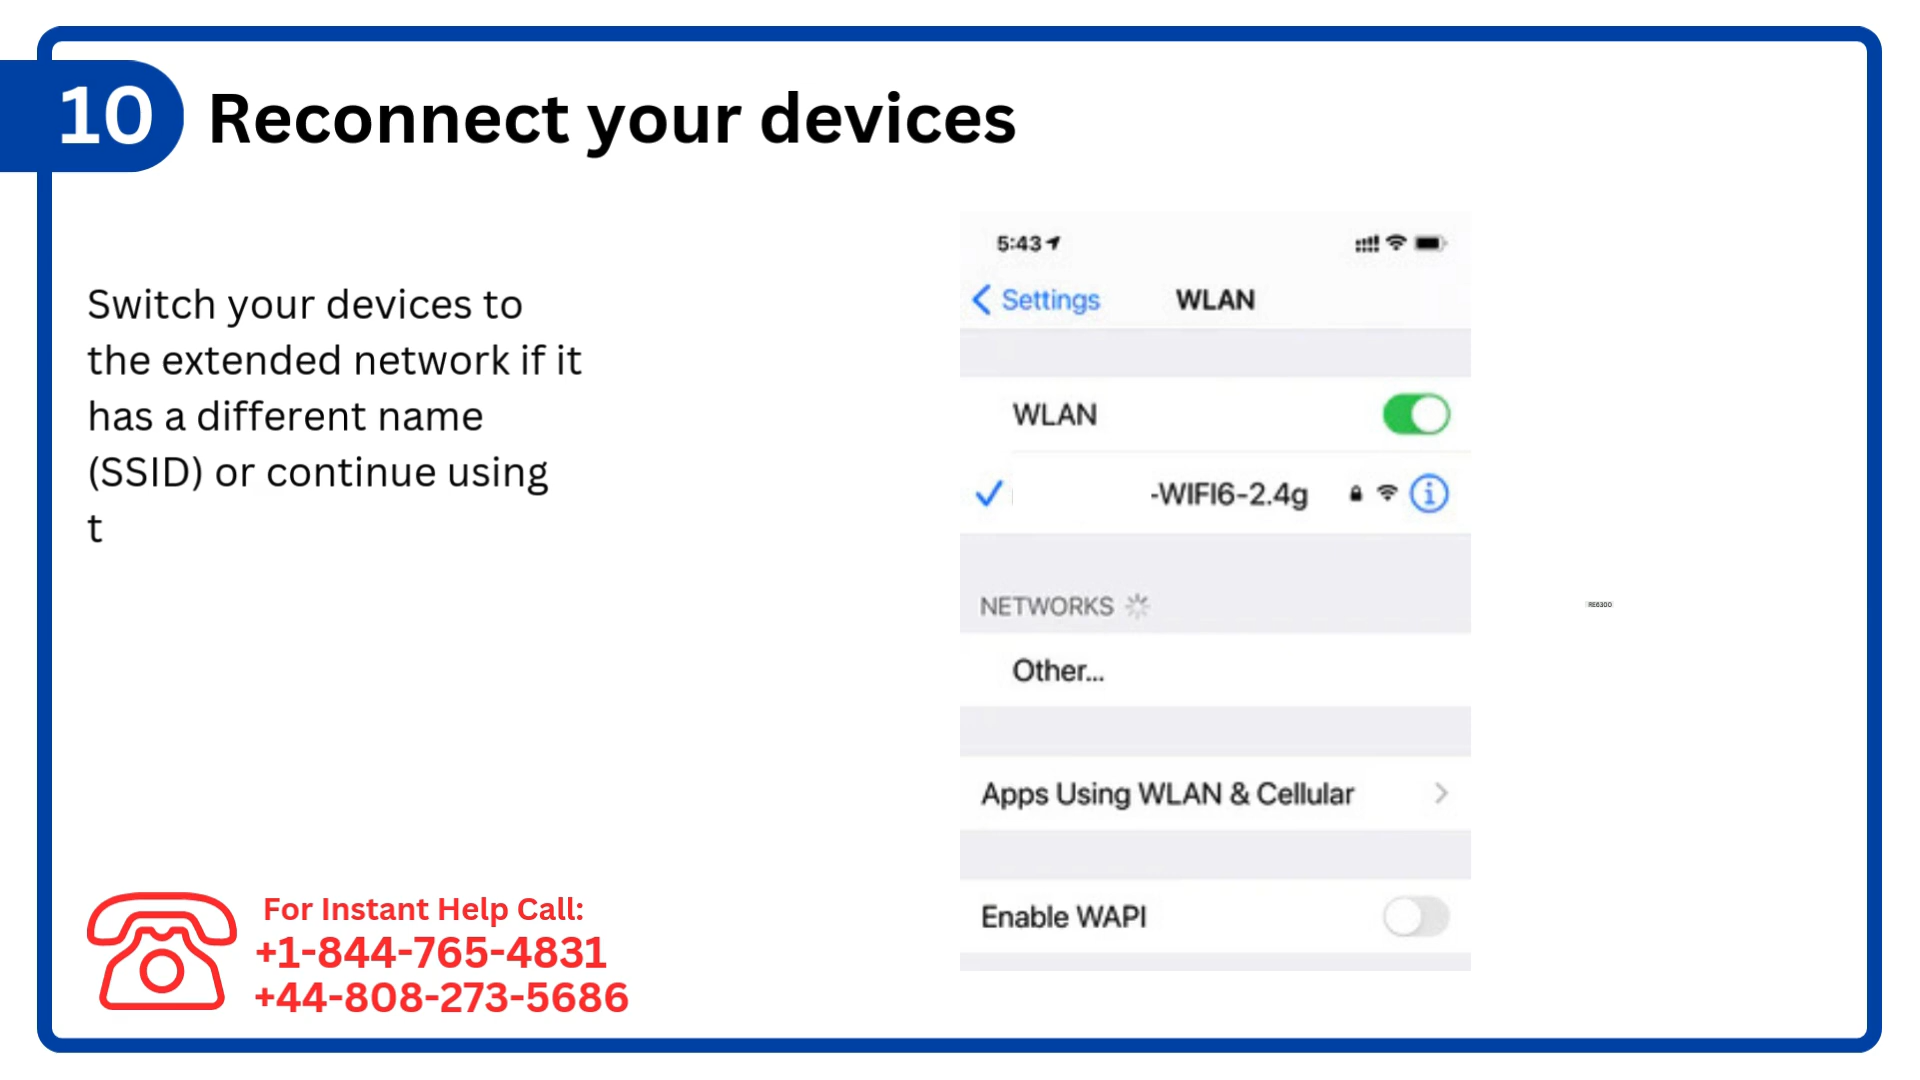 10 Reconnect your devices
Switch your devices to
the extended network if it
has a different name
(SSID) or continue using
t
5:43
Settings WLAN
WLAN
-WIFI6-2.4g
NETWORKS
Other...
Apps Using WLAN & Cellular
Enable WAPI
RE6300
For Instant Help Call:
+1-844-765-4831
+44-808-273-5686